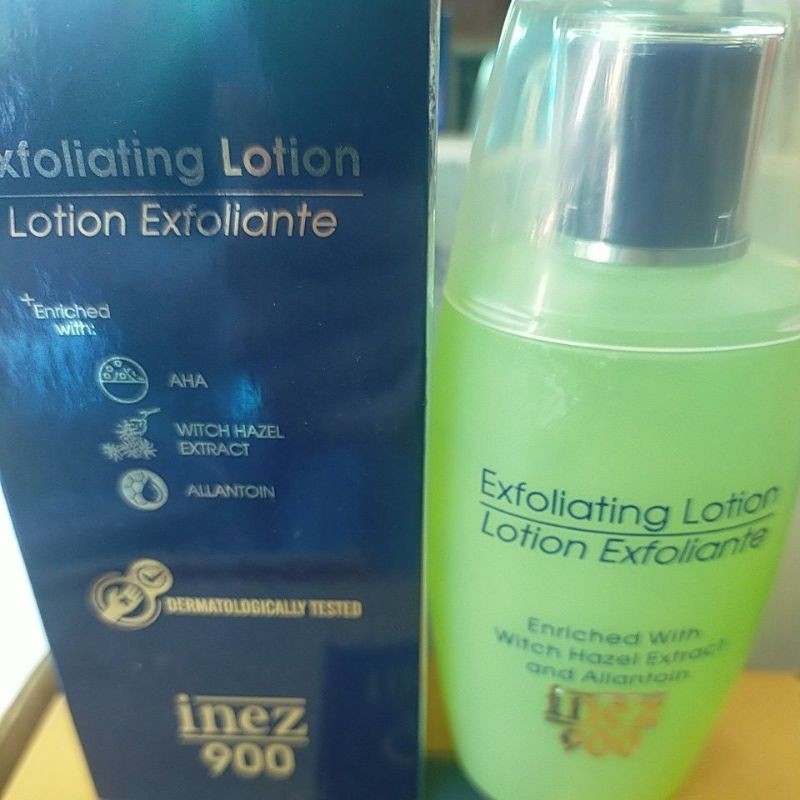 xfoliating Lotion
Lotion Exfoliante
+Enriched
with:
AHA
WITCH HAZEL
EXTRACT
ALLANTOIN
DERMATOLOGICALLY TESTED
inez
900
Exfoliating Lotion
Lotion Exfoliante
Enriched With
Witch Hazel Extract
and Allantoin
inez
900